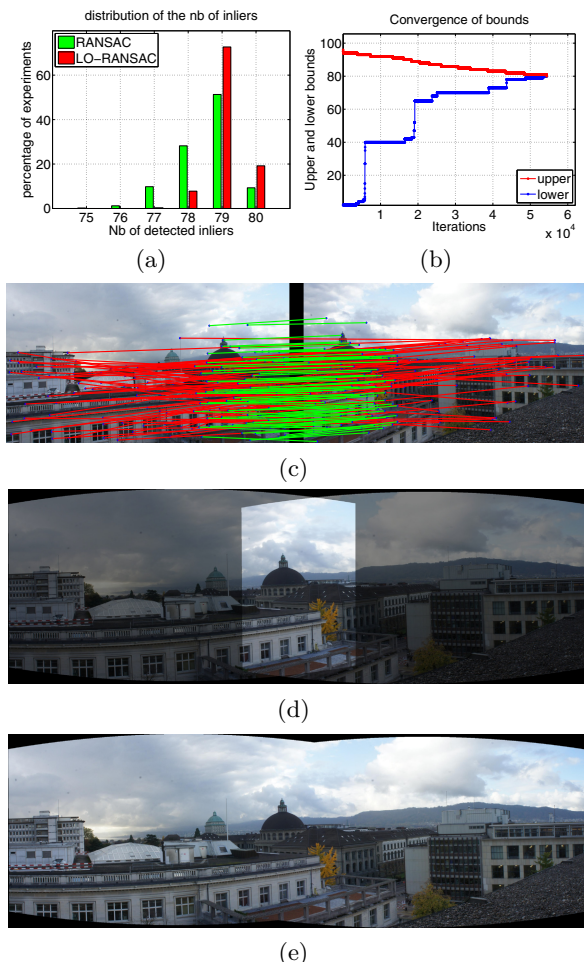 distribution of the nb of inliers
RANSAC
LO-RANSAC
percentage of experiments
60
40
20
0
75 76 77 78 79 80
Nb of detected inliers
(a)
Convergence of bounds
Upper and lower bounds
100
80
60
40
20
upper
lower
0 1 2 3 4 5 6
Iterations
x 10⁴
(b)
(c)
(d)
(e)